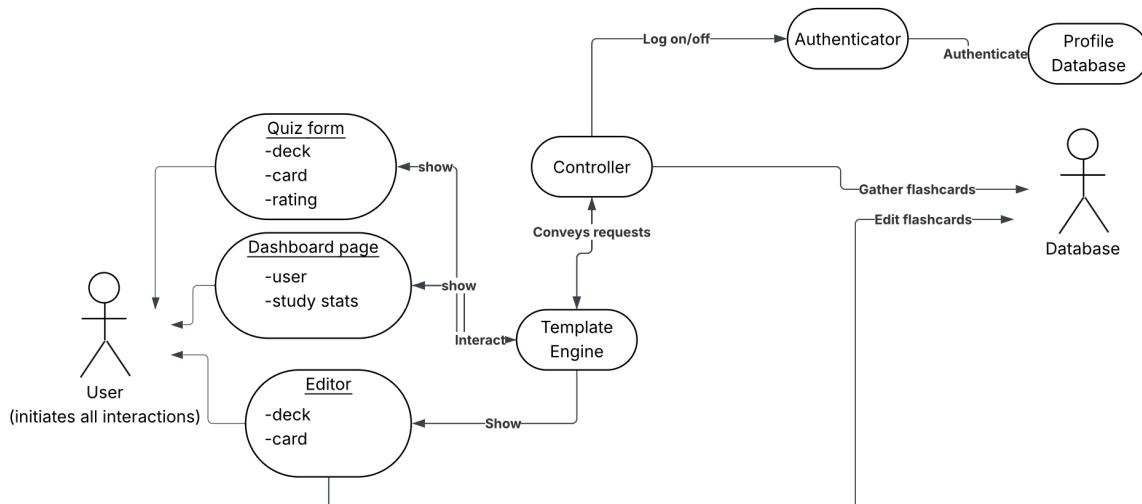 Log on/off
Authenticator
Authenticate
Profile
Database
Quiz form
-deck
-card
-rating
show
Controller
Gather flashcards
Edit flashcards
Database
Conveys requests
Dashboard page
-user
-study stats
show
Interact
Template
Engine
User
(initiates all interactions)
Editor
-deck
-card
Show